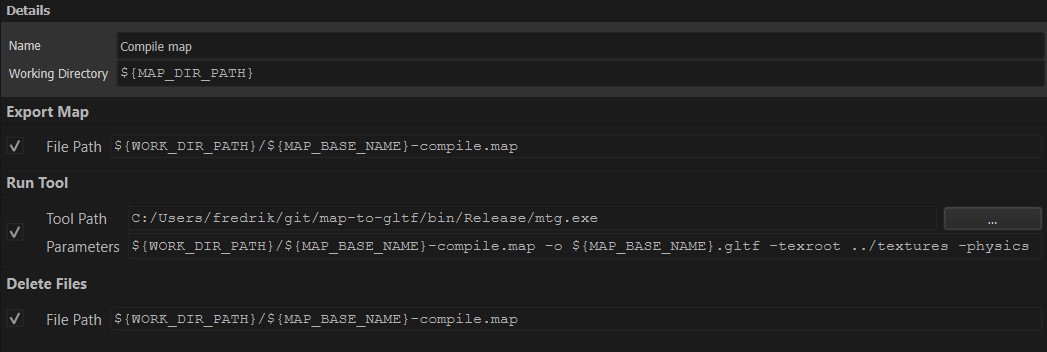 Details
Name Compile map
Working Directory ${MAP_DIR_PATH}
Export Map
File Path ${WORK_DIR_PATH}/${MAP_BASE_NAME}-compile.map
Run Tool
Tool Path C:/Users/fredrik/git/map-to-gltf/bin/Release/mtg.exe ...
Parameters ${WORK_DIR_PATH}/${MAP_BASE_NAME}-compile.map -o ${MAP_BASE_NAME}.gltf -texroot ../textures -physics
Delete Files
File Path ${WORK_DIR_PATH}/${MAP_BASE_NAME}-compile.map